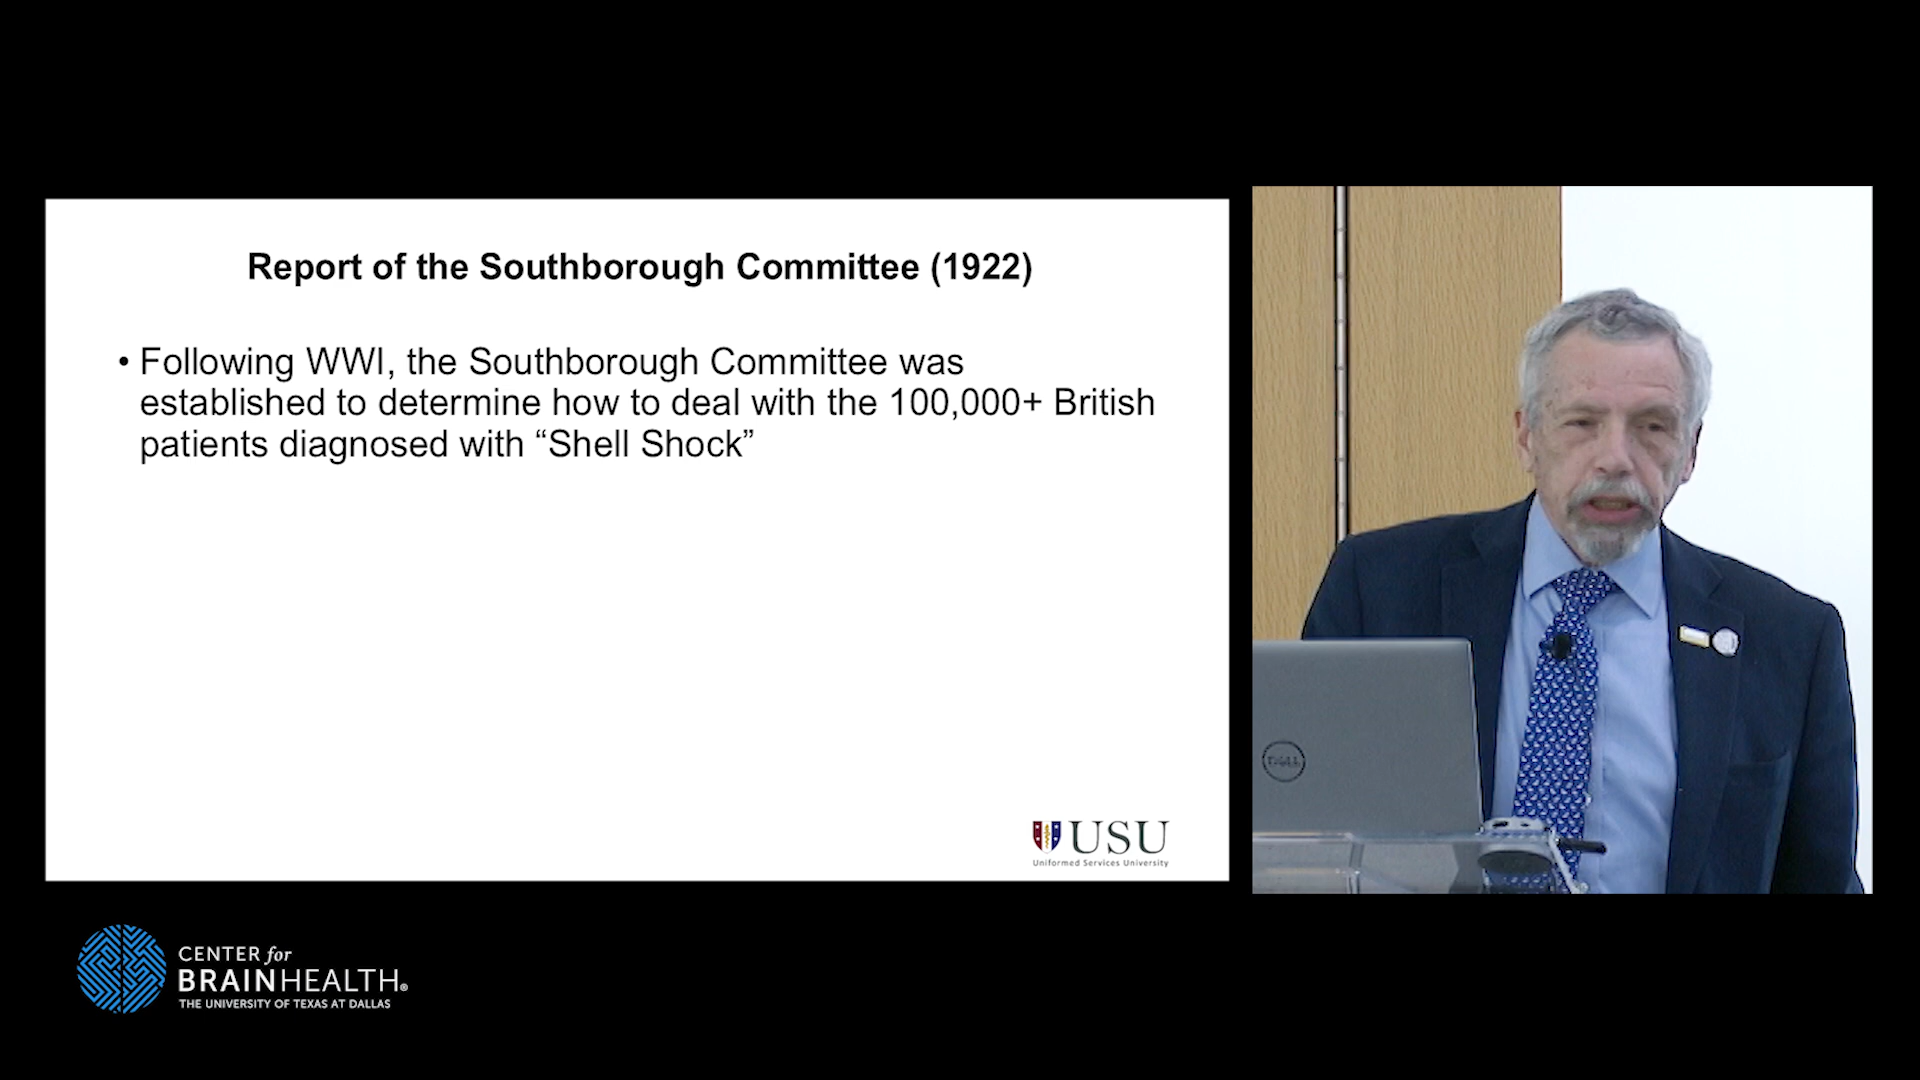 Report of the Southborough Committee (1922)
• Following WWI, the Southborough Committee was
established to determine how to deal with the 100,000+ British
patients diagnosed with “Shell Shock”
USU
Uniformed Services University
DELL
CENTER for
BRAINHEALTH®
THE UNIVERSITY OF TEXAS AT DALLAS